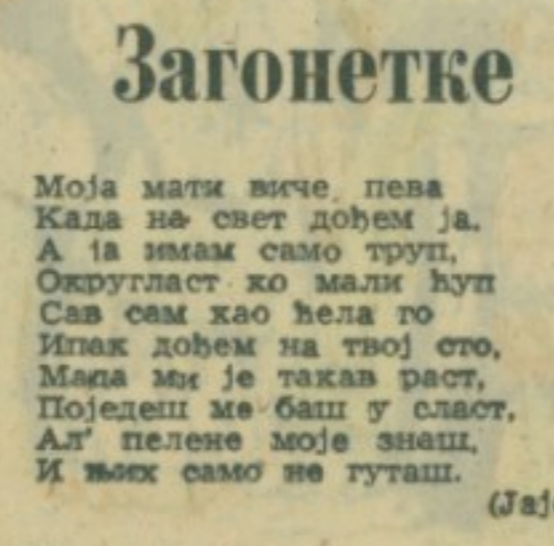 Загонетке
Моја мати виче, пева
Када на свет дођем ја.
А ја имам само труп,
Округласт ко мали ћуп
Сав сам као ћела го
Ипак дођем на твој сто,
Мада ми је такав раст,
Поједеш ме баш у сласт,
Ал' пелене моје знаш,
И њих само не гуташ.
(Јај